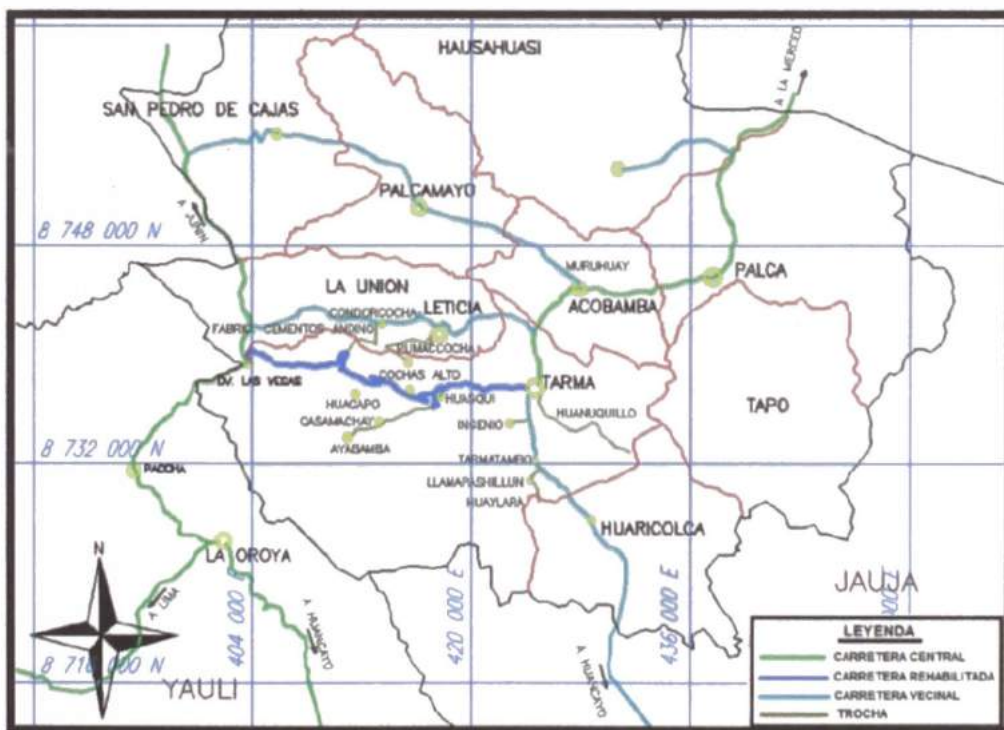 HAUSAHUASI
A LA MERCED
SAN PEDRO DE CAJAS
PALCAMAYO
A JUNIN
8 748 000 N
MURUHUAY
PALCA
LA UNION
ACOBAMBA
CONDORCOCHA
LETICIA
FABRIC. CEMENTOS ANDINO
PUMACCOCHA
DV. LAS VEGAS
COCHAS ALTO
TARMA
HUACAPO
HUASQUI
HUANUQUILLO
TAPO
CASAMACHAY
INGENIO
AYABAMBA
8 732 000 N
TARMATAMBO
PACCHA
LLAMAPASHILLUN
HUAYLARA
HUARICOLCA
LA OROYA
N
JAUJA
404 000 E
420 000 E
436 000 E
A LIMA
A HUANCAYO
A HUANCAYO
8 716 000 N
YAULI
LEYENDA
CARRETERA CENTRAL
CARRETERA REHABILITADA
CARRETERA VECINAL
TROCHA